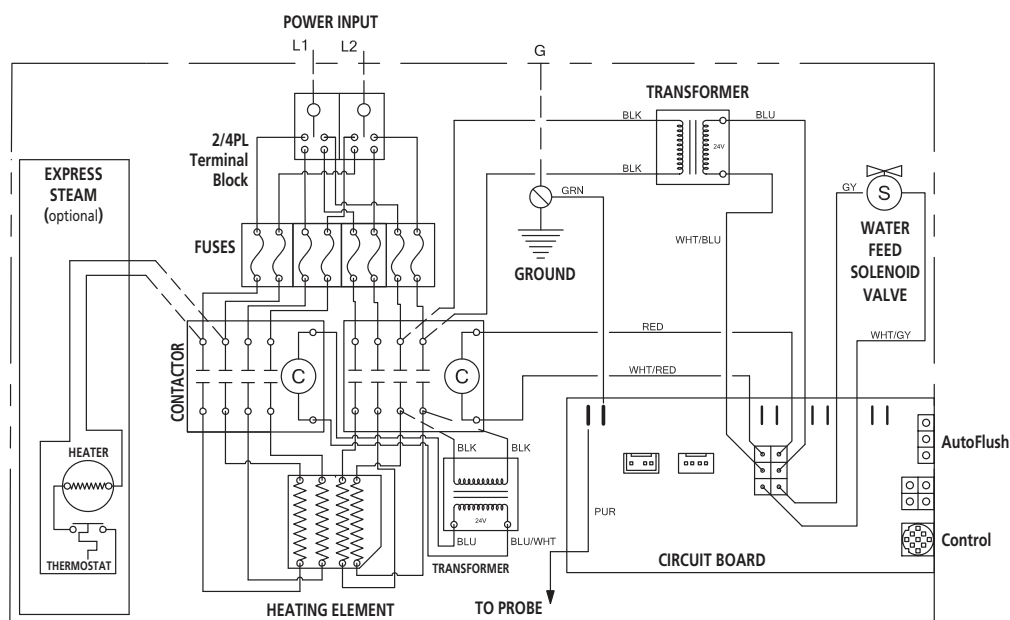 POWER INPUT
L1
L2
G
TRANSFORMER
BLK
BLU
24V
2/4PL
Terminal
Block
BLK
EXPRESS
STEAM
(optional)
GRN
GY
S
WATER
FEED
SOLENOID
VALVE
FUSES
GROUND
WHT/BLU
RED
WHT/GY
CONTACTOR
C
C
WHT/RED
HEATER
BLK
BLK
AutoFlush
24V
PUR
BLU
BLU/WHT
Control
THERMOSTAT
TRANSFORMER
CIRCUIT BOARD
HEATING ELEMENT
TO PROBE